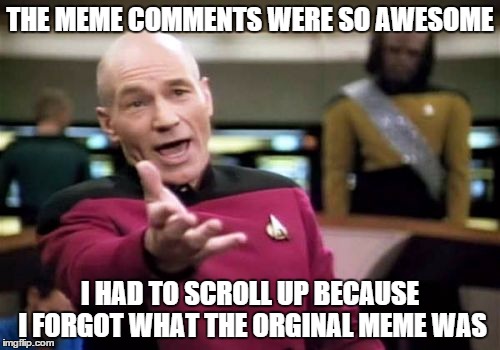 THE MEME COMMENTS WERE SO AWESOME
I HAD TO SCROLL UP BECAUSE
I FORGOT WHAT THE ORGINAL MEME WAS
imgflip.com